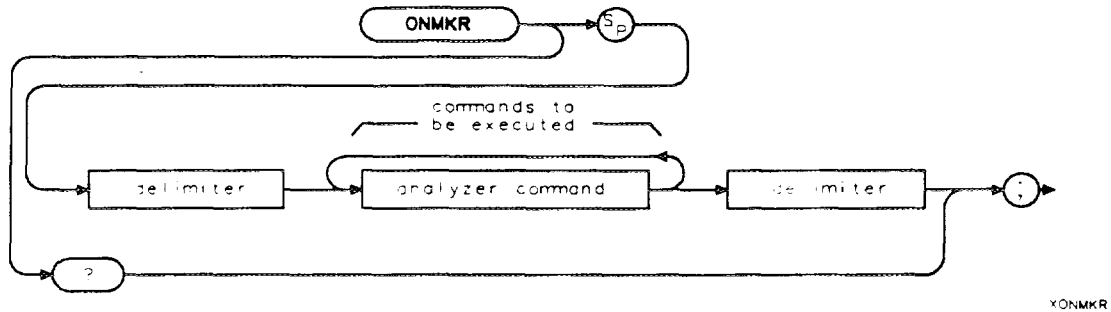 ONMKR
SP
commands to
be executed
delimiter
analyzer command
delimiter
;
?
XONMKR